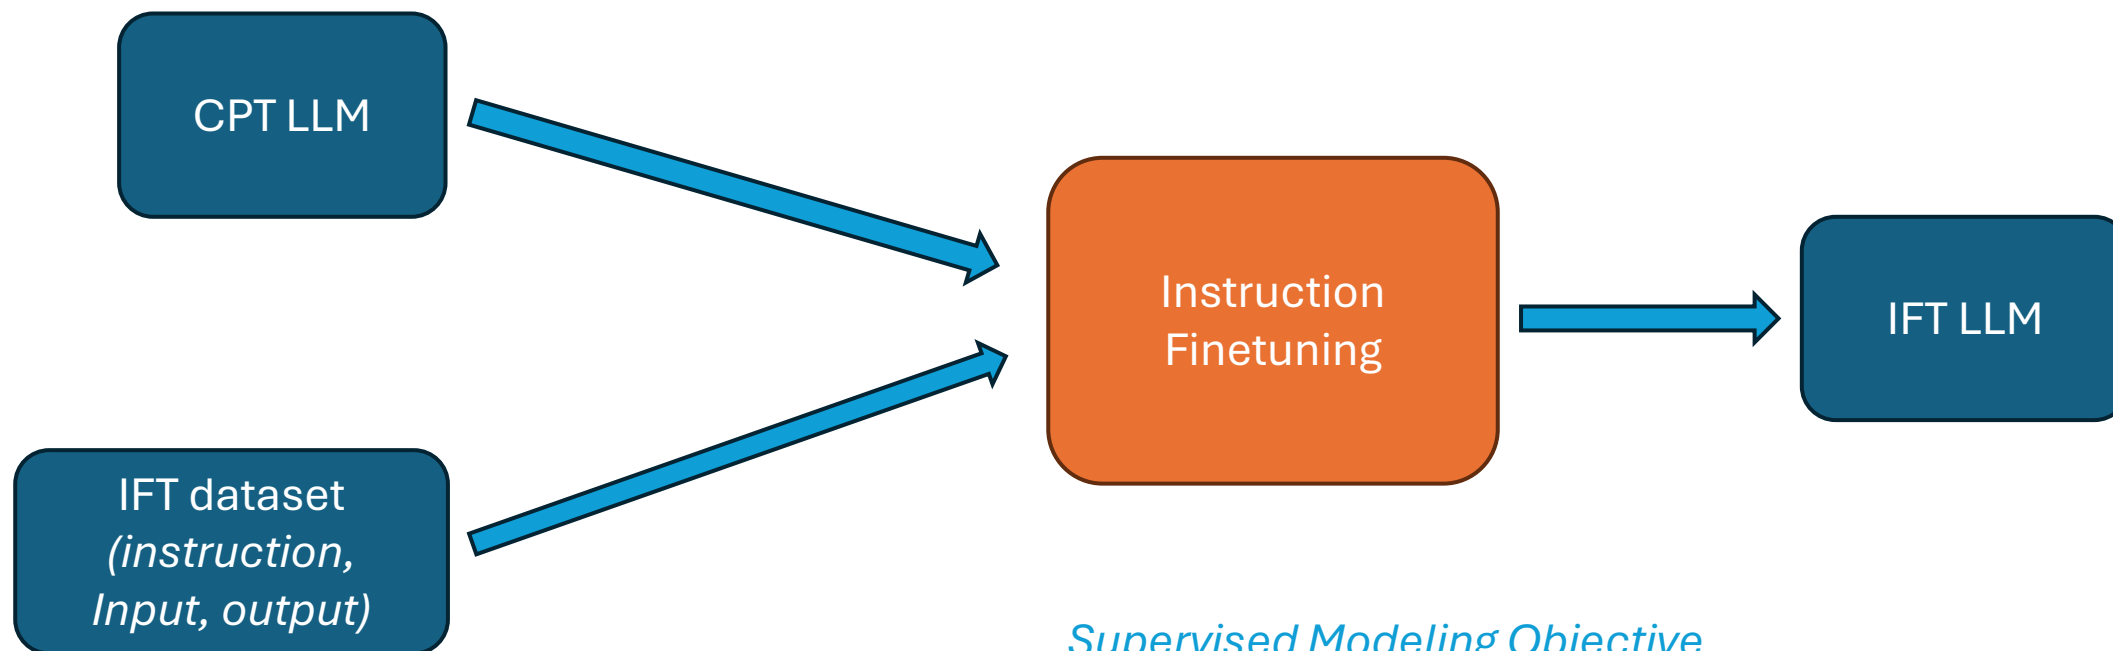 CPT LLM
Instruction
Finetuning
IFT LLM
IFT dataset
(instruction,
Input, output)
Supervised Modeling Objective